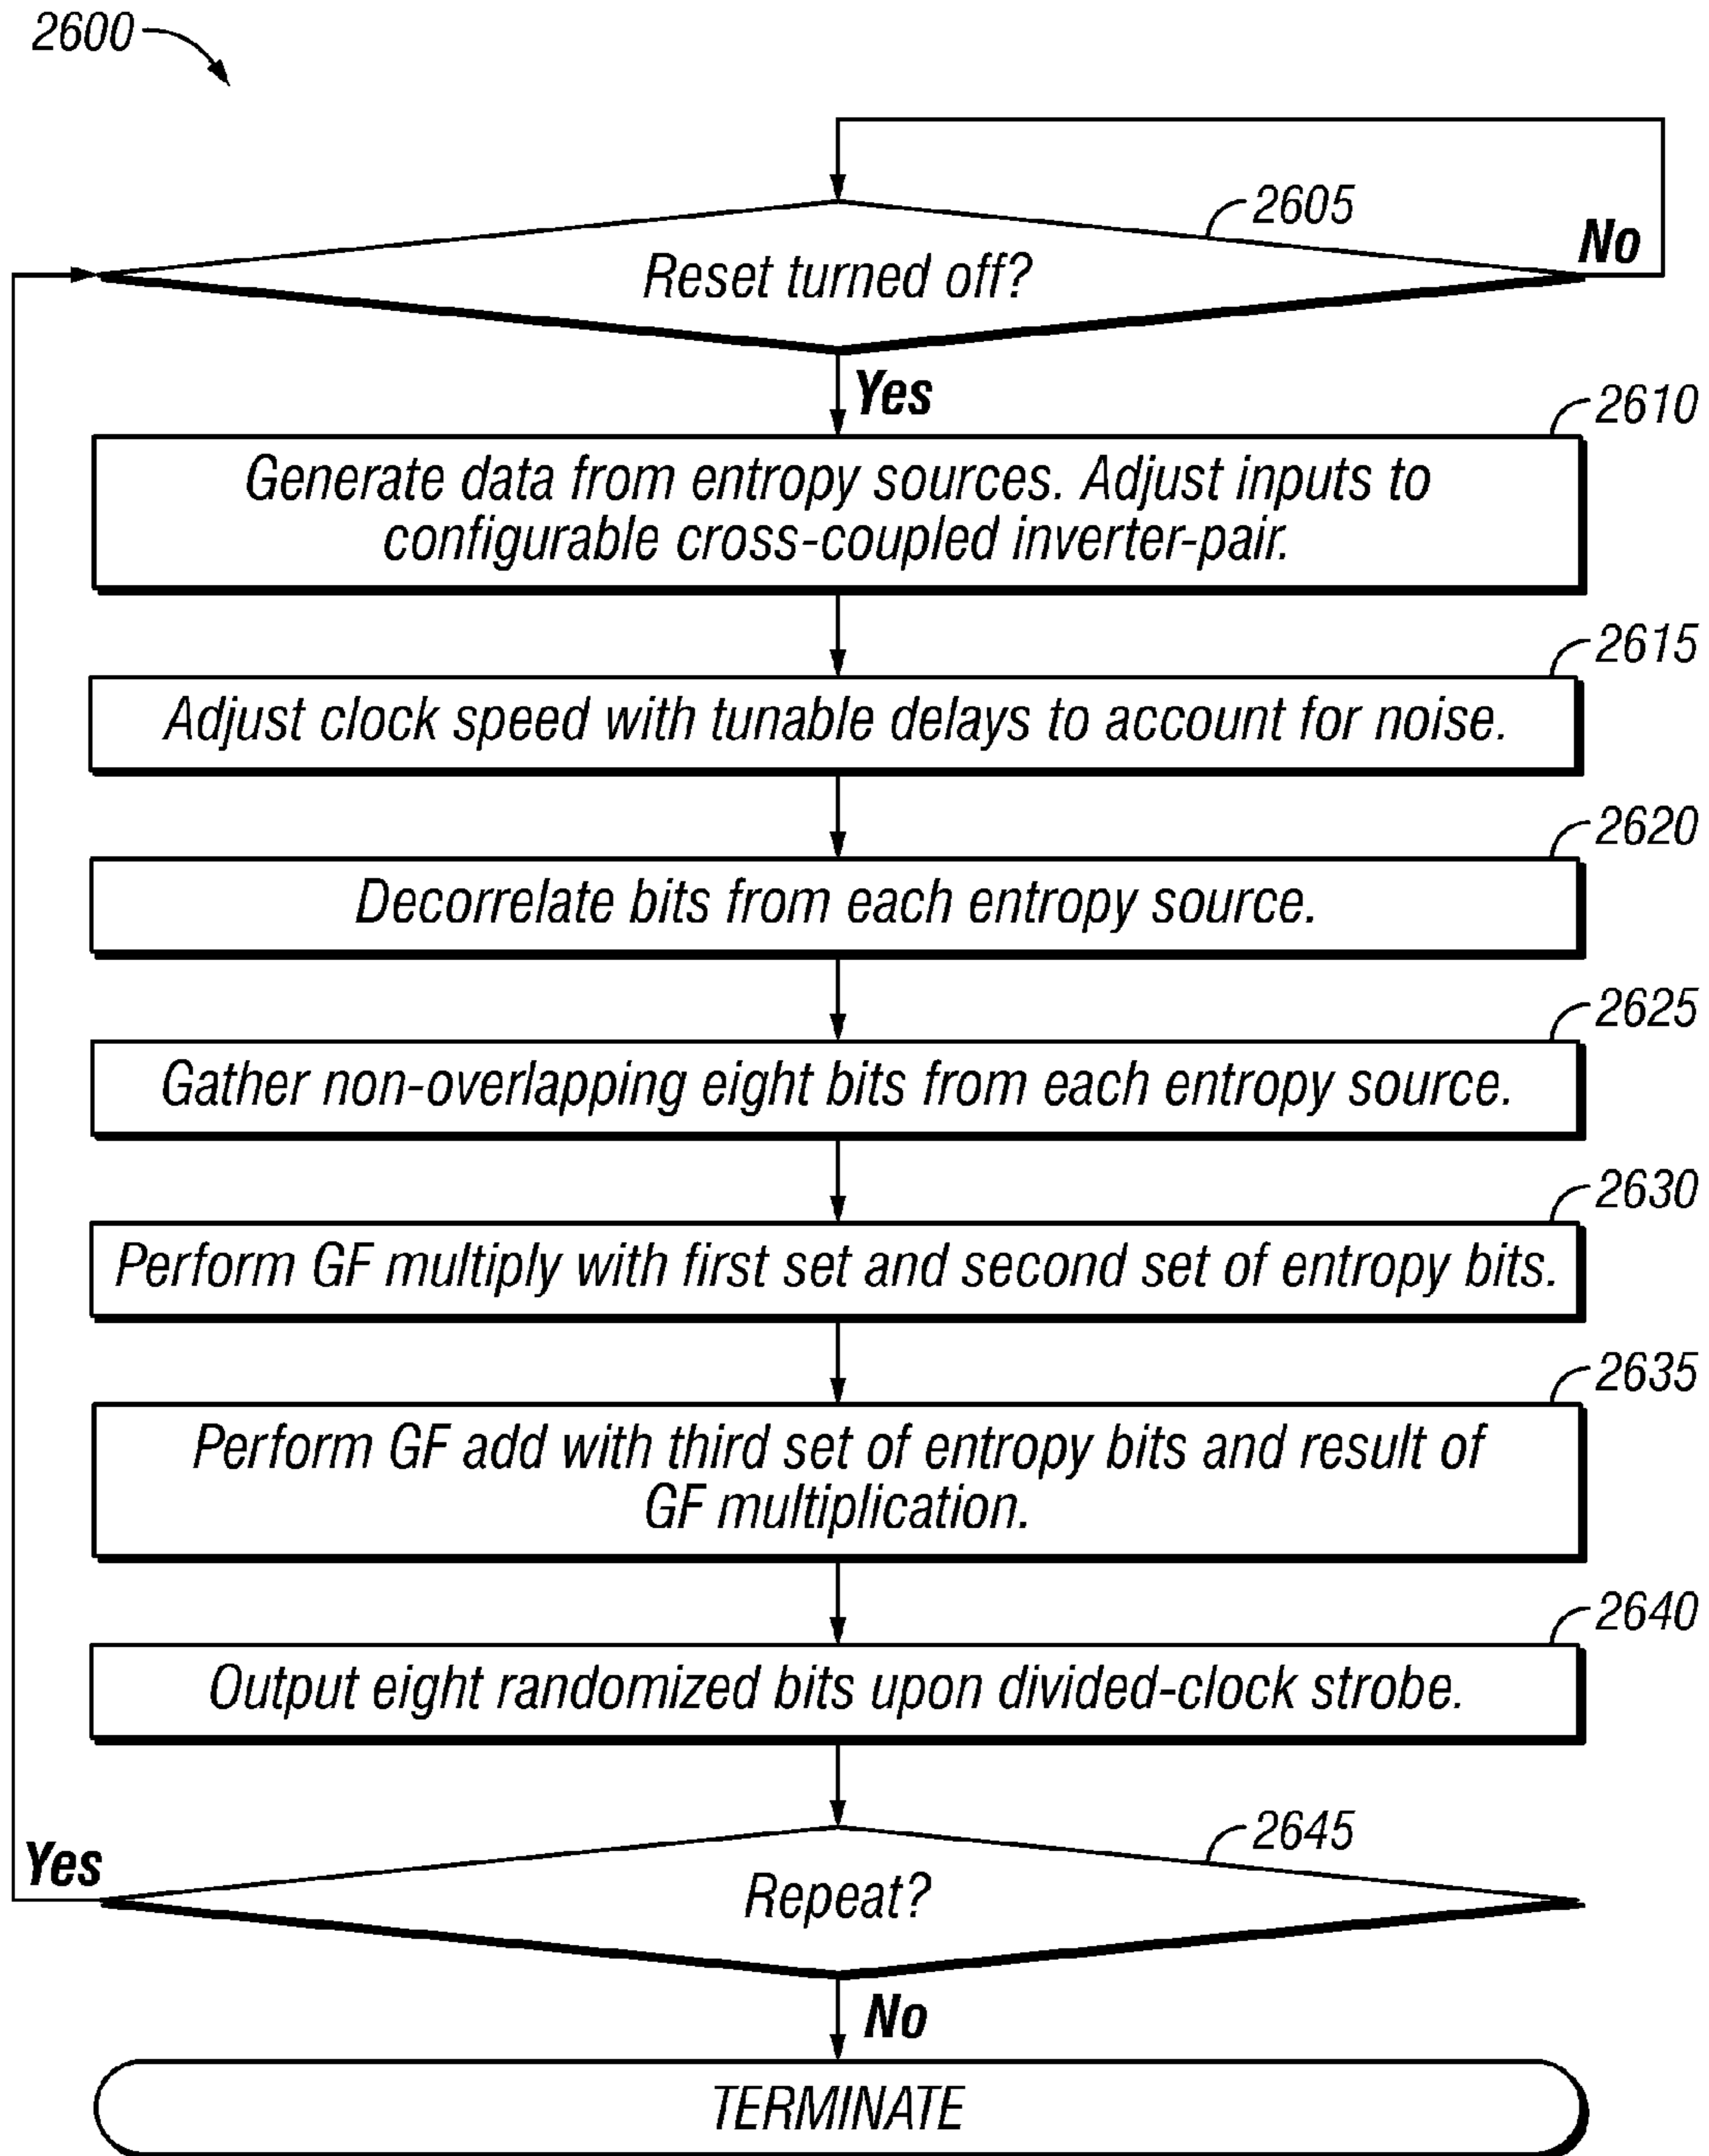 2600
2605
No
Reset turned off?
Yes
2610
Generate data from entropy sources. Adjust inputs to
configurable cross-coupled inverter-pair.
2615
Adjust clock speed with tunable delays to account for noise.
2620
Decorrelate bits from each entropy source.
2625
Gather non-overlapping eight bits from each entropy source.
2630
Perform GF multiply with first set and second set of entropy bits.
2635
Perform GF add with third set of entropy bits and result of
GF multiplication.
2640
Output eight randomized bits upon divided-clock strobe.
2645
Yes
Repeat?
No
TERMINATE